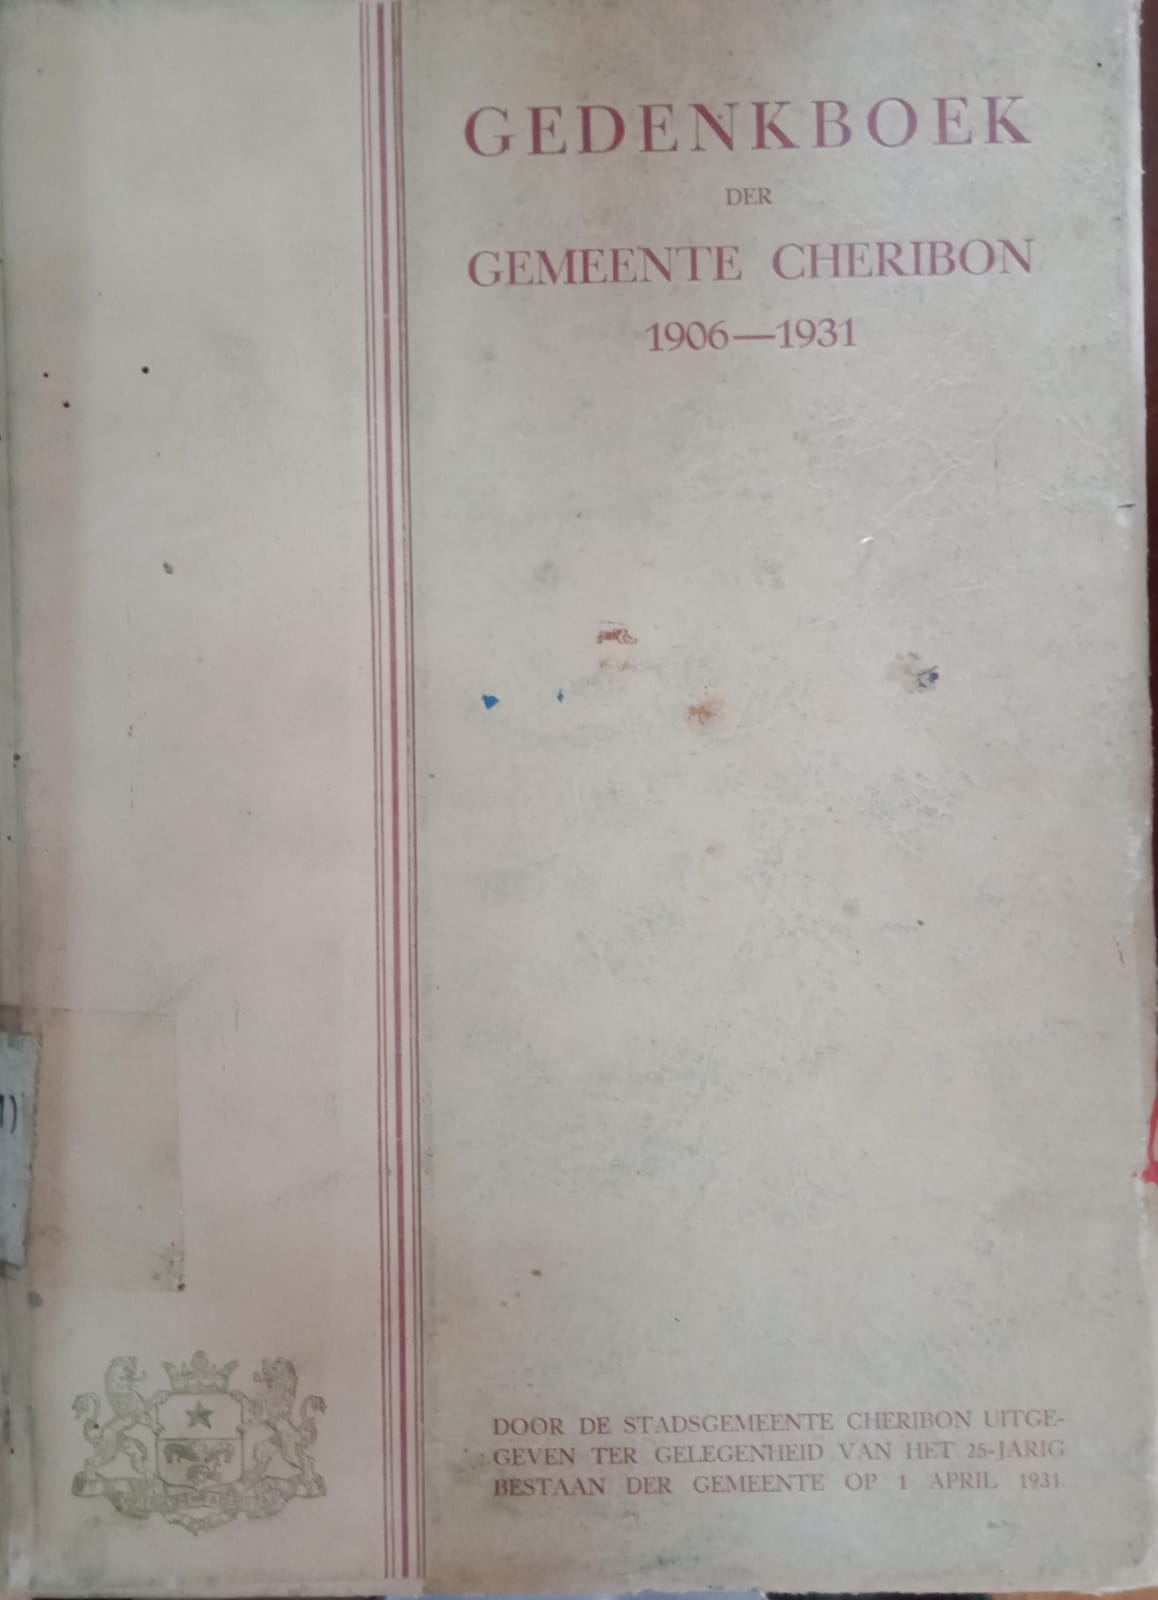 GEDENKBOEK
DER
GEMEENTE CHERIBON
1906—1931
DOOR DE STADSGEMEENTE CHERIBON UITGE-
GEVEN TER GELEGENHEID VAN HET 25-JARIG
BESTAAN DER GEMEENTE OP 1 APRIL 1931.